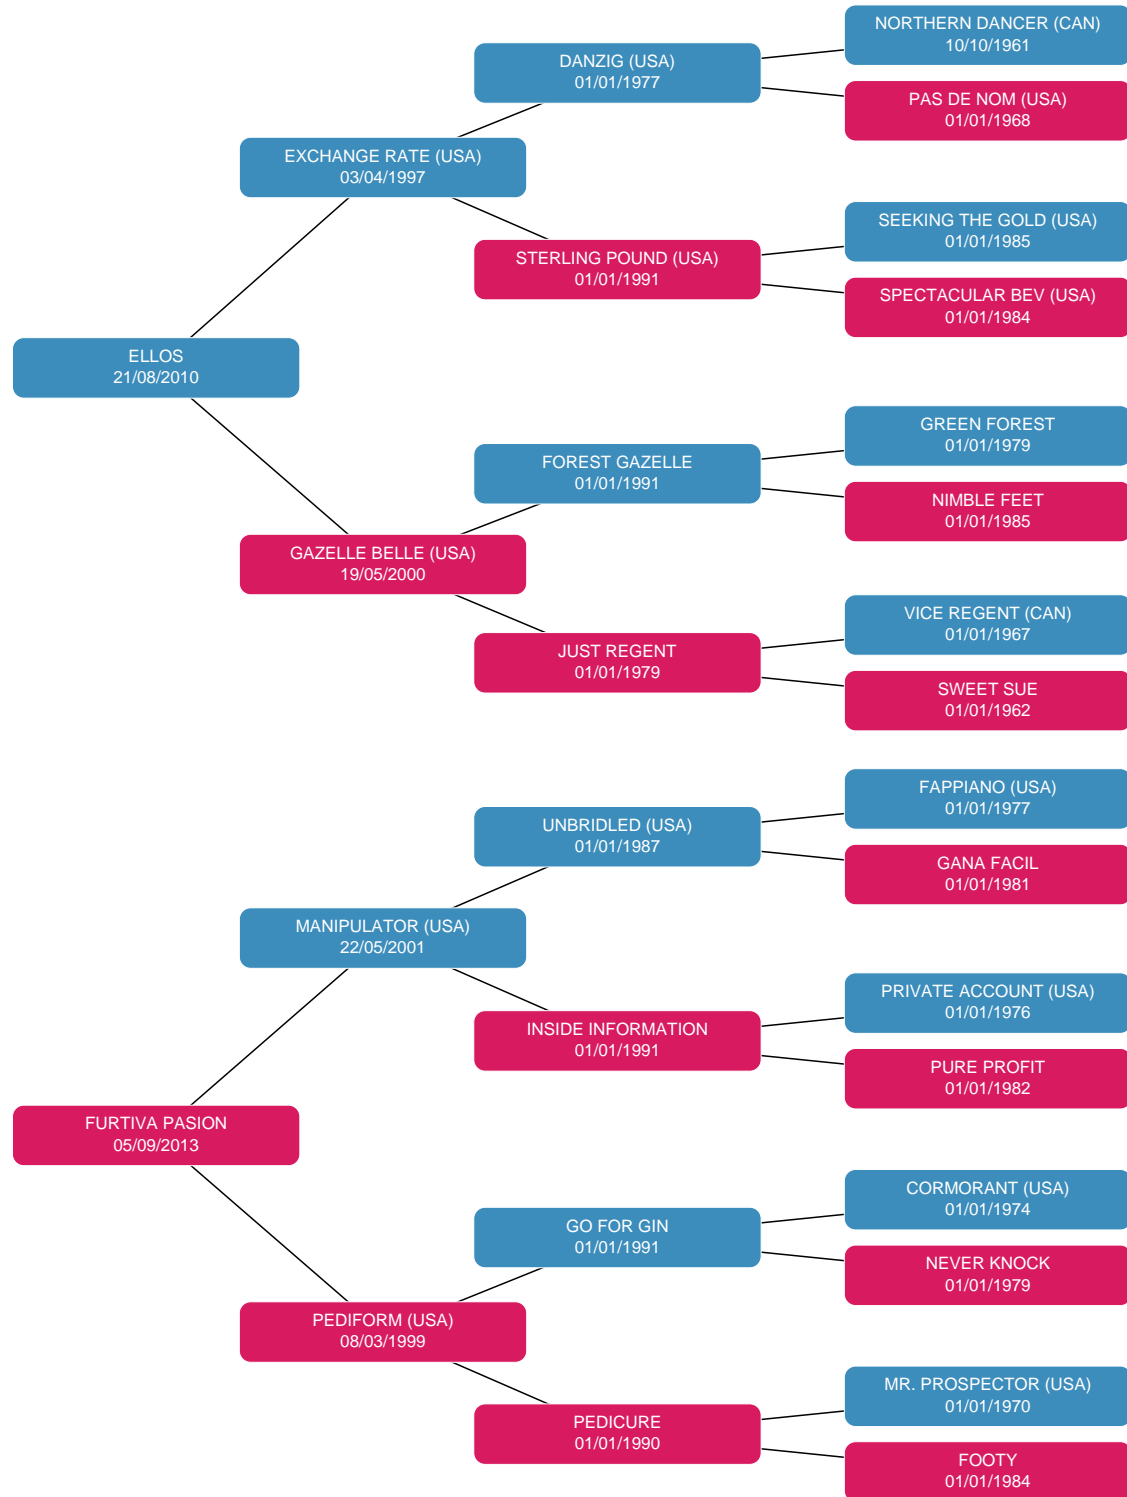 NORTHERN DANCER (CAN)
10/10/1961
DANZIG (USA)
01/01/1977
PAS DE NOM (USA)
01/01/1968
EXCHANGE RATE (USA)
03/04/1997
SEEKING THE GOLD (USA)
01/01/1985
STERLING POUND (USA)
01/01/1991
SPECTACULAR BEV (USA)
01/01/1984
ELLOS
21/08/2010
GREEN FOREST
01/01/1979
FOREST GAZELLE
01/01/1991
NIMBLE FEET
01/01/1985
GAZELLE BELLE (USA)
19/05/2000
VICE REGENT (CAN)
01/01/1967
JUST REGENT
01/01/1979
SWEET SUE
01/01/1962
FAPPIANO (USA)
01/01/1977
UNBRIDLED (USA)
01/01/1987
GANA FACIL
01/01/1981
MANIPULATOR (USA)
22/05/2001
PRIVATE ACCOUNT (USA)
01/01/1976
INSIDE INFORMATION
01/01/1991
PURE PROFIT
01/01/1982
FURTIVA PASION
05/09/2013
CORMORANT (USA)
01/01/1974
GO FOR GIN
01/01/1991
NEVER KNOCK
01/01/1979
PEDIFORM (USA)
08/03/1999
MR. PROSPECTOR (USA)
01/01/1970
PEDICURE
01/01/1990
FOOTY
01/01/1984